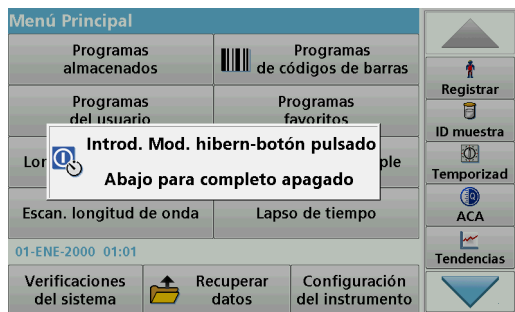 Menú Principal
Programas
almacenados
Programas
de códigos de barras
Programas
del usuario
Programas
favoritos
Introd. Mod. hibern-botón pulsado
Abajo para completo apagado
Escan. longitud de onda
Lapso de tiempo
01-ENE-2000 01:01
Verificaciones
del sistema
Recuperar
datos
Configuración
del instrumento
Registrar
ID muestra
Temporizad
ACA
Tendencias